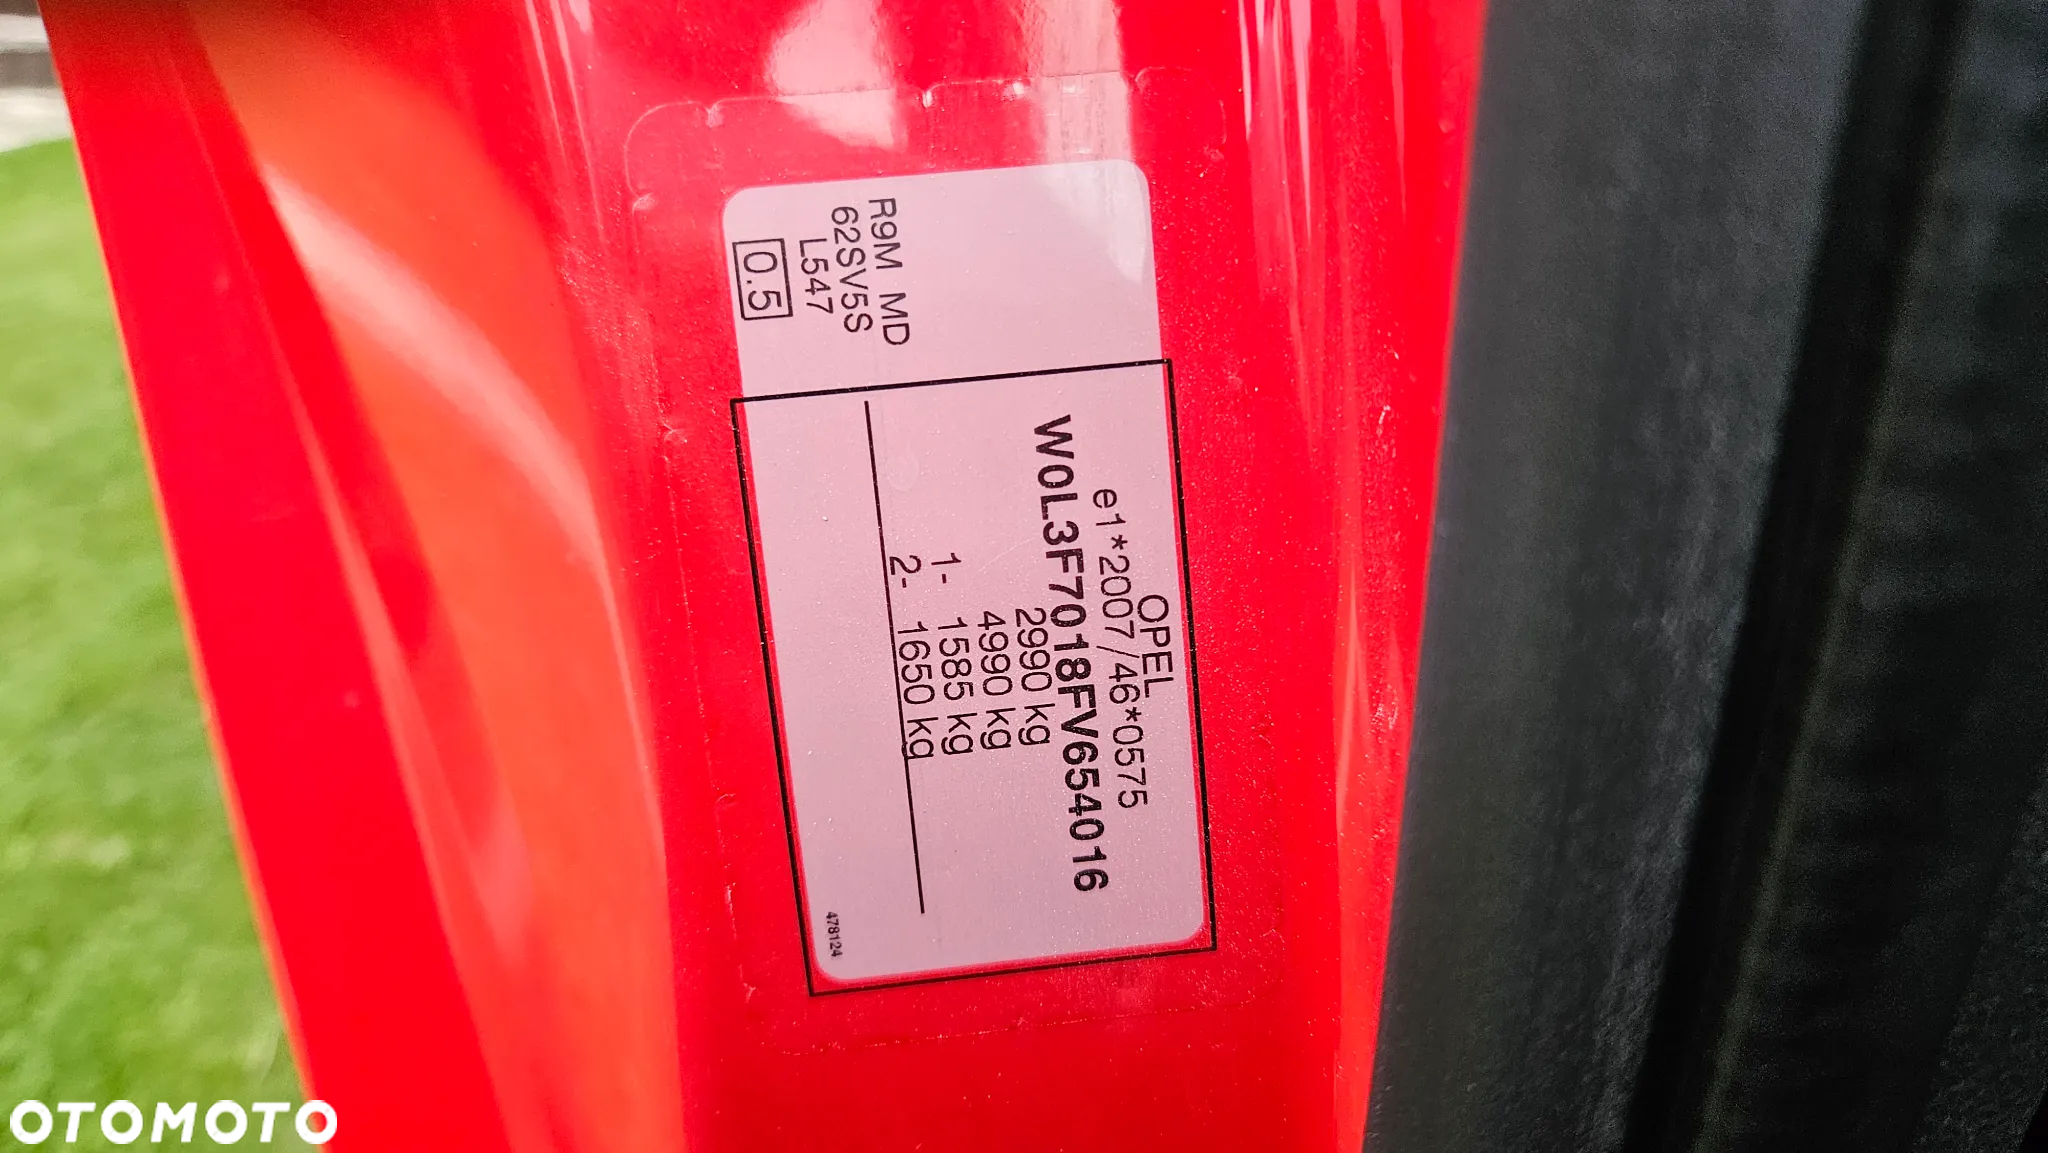 OPEL
e1*2007/46*0575
W0L3F7018FV654016
2990 kg
4990 kg
1- 1585 kg
2- 1650 kg
478124
R9M MD
62SV5S
L547
0.5
OTOMOTO